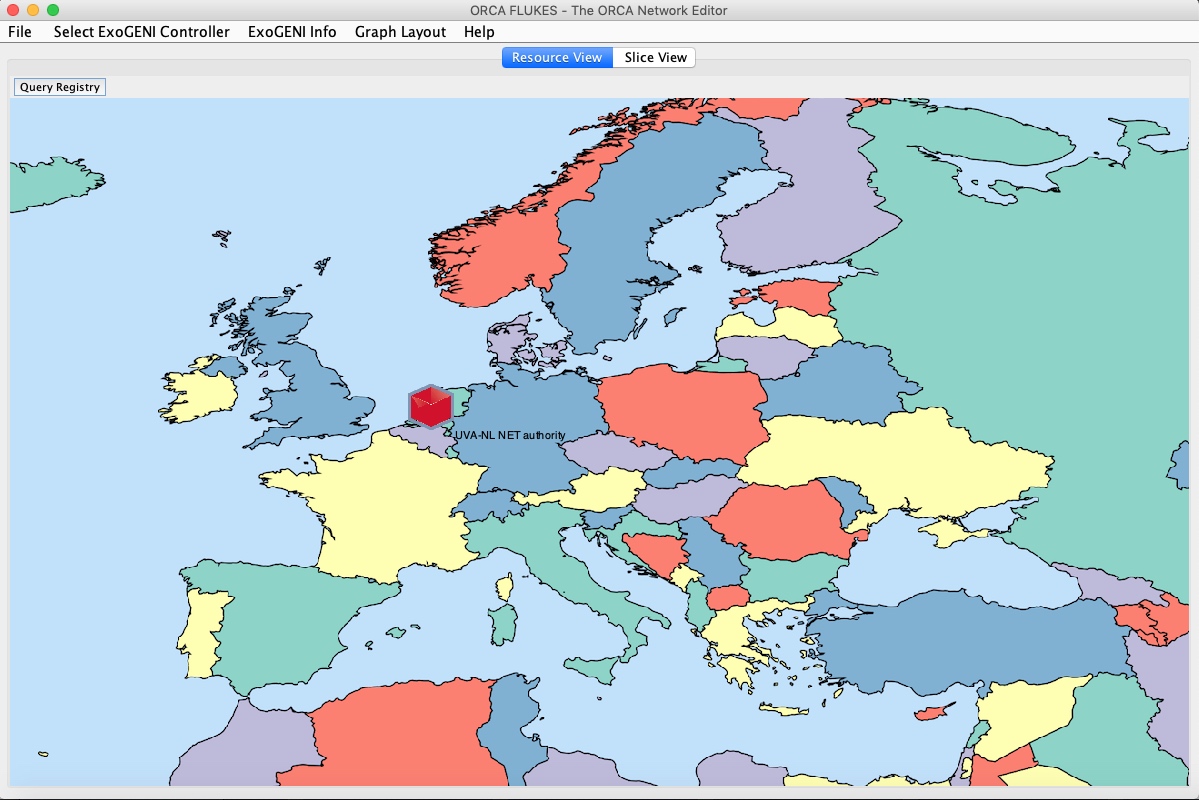 ORCA FLUKES - The ORCA Network Editor
File Select ExoGENI Controller ExoGENI Info Graph Layout Help
Resource View Slice View
Query Registry
UVA-NL NET authority